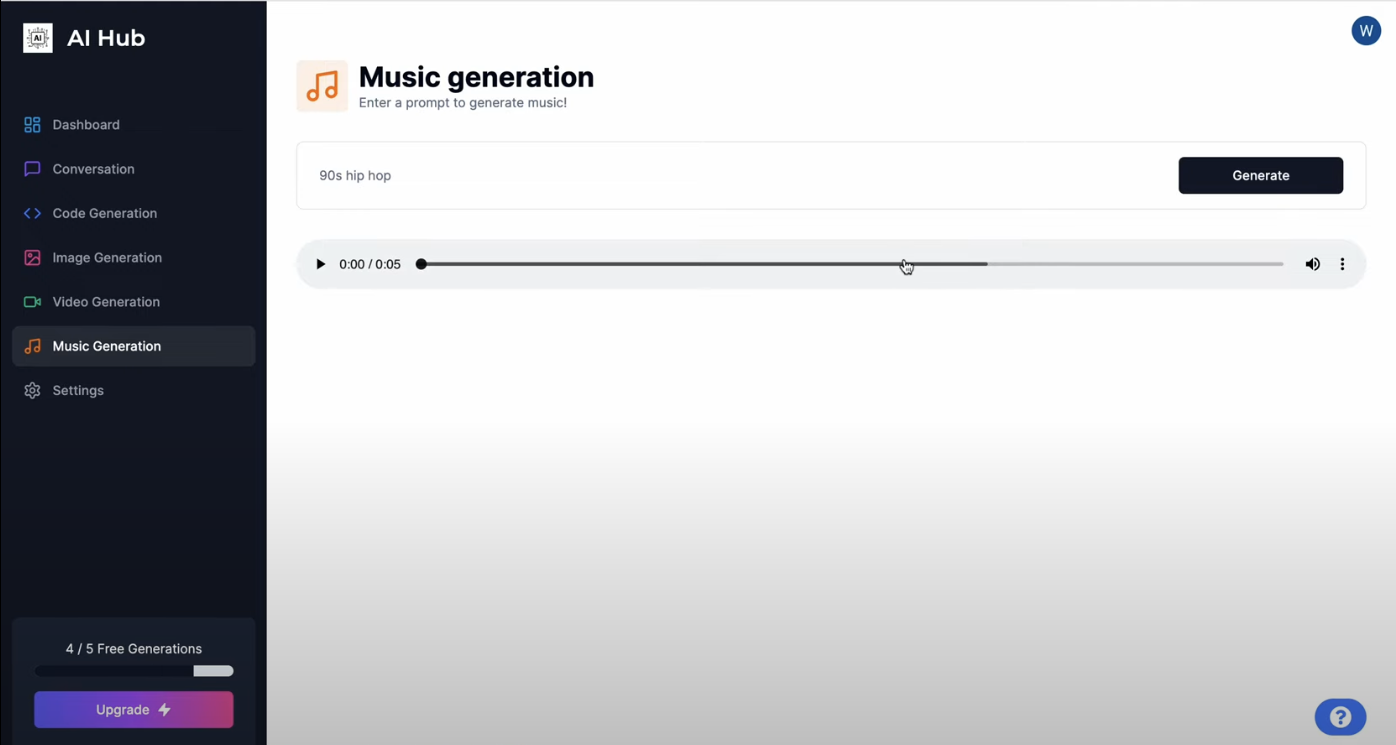 AI
AI Hub
W
Music generation
Enter a prompt to generate music!
Dashboard
Conversation
90s hip hop
Generate
Code Generation
Image Generation
0:00 / 0:05
Video Generation
Music Generation
Settings
4 / 5 Free Generations
Upgrade
?